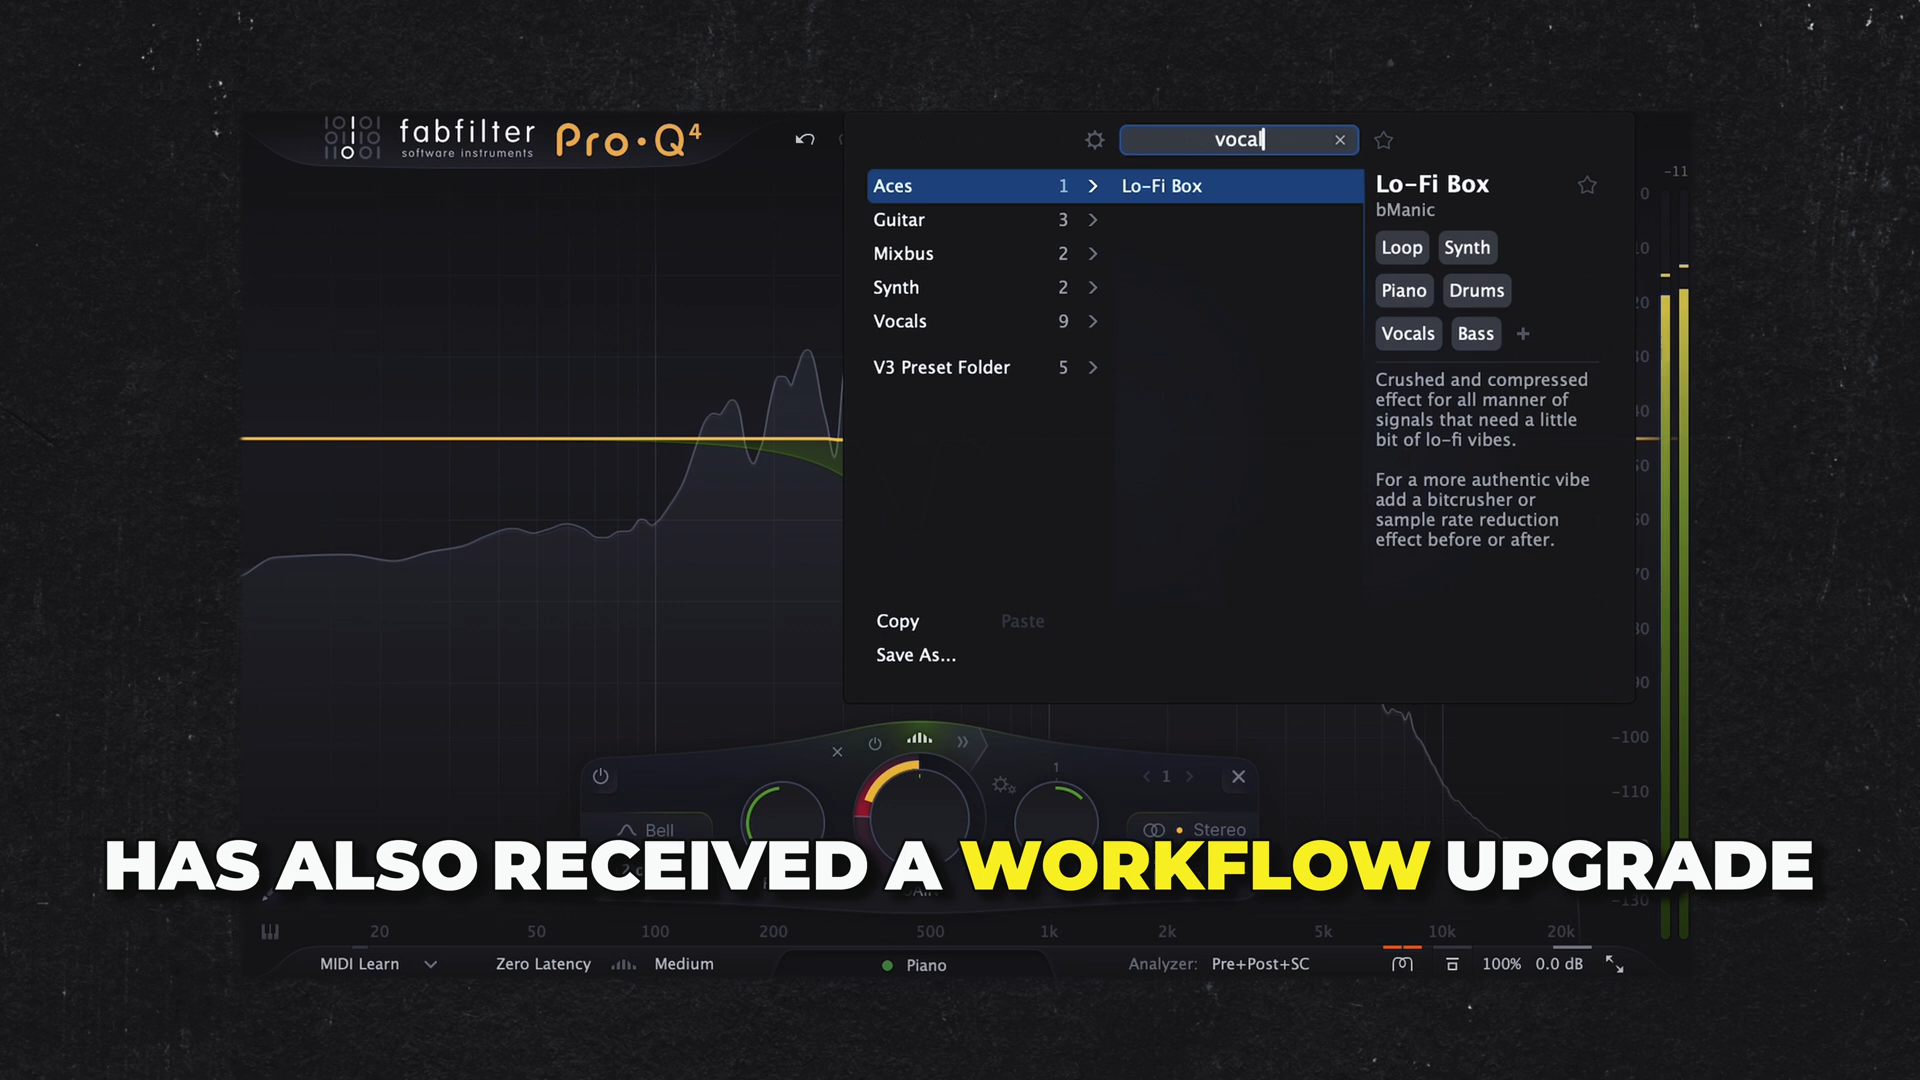 fabfilter
software instruments
Pro·Q4
vocal
Aces 1
Guitar 3
Mixbus 2
Synth 2
Vocals 9
V3 Preset Folder 5
Copy Paste
Save As...
Lo-Fi Box
Lo-Fi Box
bManic
Loop Synth
Piano Drums
Vocals Bass +
Crushed and compressed
effect for all manner of
signals that need a little
bit of lo-fi vibes.
For a more authentic vibe
add a bitcrusher or
sample rate reduction
effect before or after.
-11
0
-100
-110
-130
1
1
Bell
Stereo
HAS ALSO RECEIVED A WORKFLOW UPGRADE
20 50 100 200 500 1k 2k 5k 10k 20k
MIDI Learn Zero Latency Medium Piano Analyzer: Pre+Post+SC 100% 0.0 dB